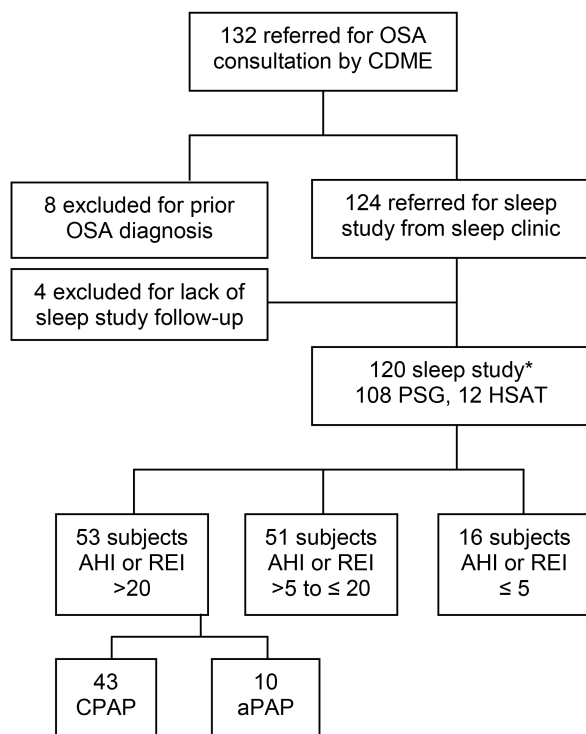 132 referred for OSA
consultation by CDME
8 excluded for prior
OSA diagnosis
124 referred for sleep
study from sleep clinic
4 excluded for lack of
sleep study follow-up
120 sleep study*
108 PSG, 12 HSAT
53 subjects
AHI or REI
>20
51 subjects
AHI or REI
>5 to ≤ 20
16 subjects
AHI or REI
≤ 5
43
CPAP
10
aPAP